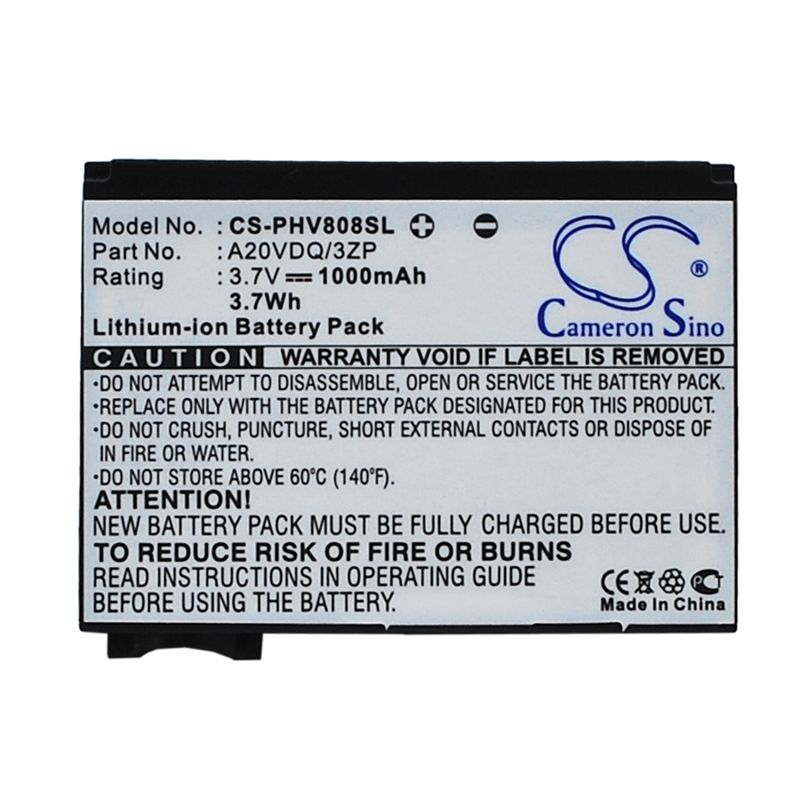 Model No. : CS-PHV808SL
Part No. : A20VDQ/3ZP
Rating : 3.7V 1000mAh
3.7Wh
Lithium-ion Battery Pack
CS ®
Cameron Sino
CAUTION WARRANTY VOID IF LABEL IS REMOVED
•DO NOT ATTEMPT TO DISASSEMBLE, OPEN OR SERVICE THE BATTERY PACK.
•REPLACE ONLY WITH THE BATTERY PACK DESIGNATED FOR THIS PRODUCT.
•DO NOT CRUSH, PUNCTURE, SHORT EXTERNAL CONTACTS OR DISPOSE
IN FIRE OR WATER.
•DO NOT STORE ABOVE 60°C (140°F).
ATTENTION!
NEW BATTERY PACK MUST BE FULLY CHARGED BEFORE USE.
TO REDUCE RISK OF FIRE OR BURNS
READ INSTRUCTIONS IN OPERATING GUIDE
BEFORE USING THE BATTERY.
CE
Made In China